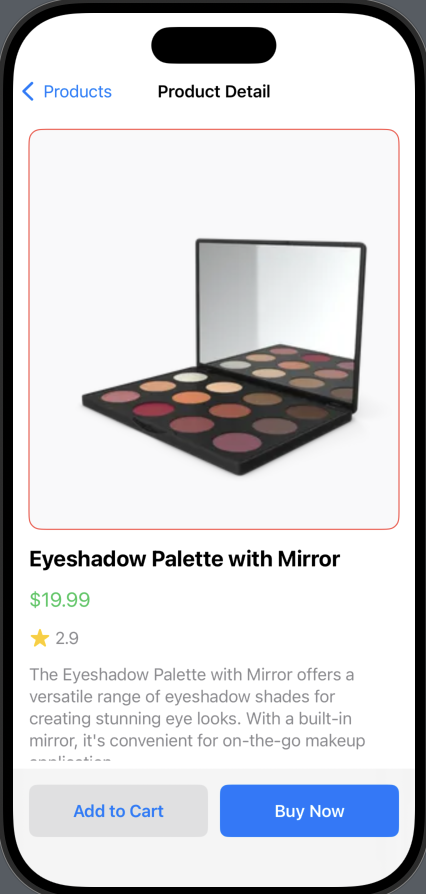 Products
Product Detail
Eyeshadow Palette with Mirror
$19.99
2.9
The Eyeshadow Palette with Mirror offers a
versatile range of eyeshadow shades for
creating stunning eye looks. With a built-in
mirror, it's convenient for on-the-go makeup
Add to Cart
Buy Now